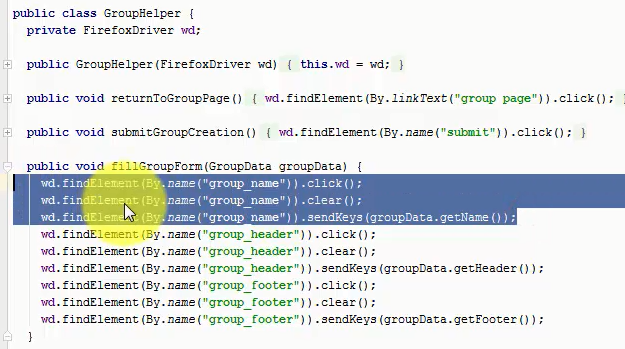 public class GroupHelper {
private FirefoxDriver wd;
public GroupHelper(FirefoxDriver wd) { this.wd = wd; }
public void returnToGroupPage() { wd.findElement(By.linkText("group page")).click(); }
public void submitGroupCreation() { wd.findElement(By.name("submit")).click(); }
public void fillGroupForm(GroupData groupData) {
wd.findElement(By.name("group_name")).click();
wd.findElement(By.name("group_name")).clear();
wd.findElement(By.name("group_name")).sendKeys(groupData.getName());
wd.findElement(By.name("group_header")).click();
wd.findElement(By.name("group_header")).clear();
wd.findElement(By.name("group_header")).sendKeys(groupData.getHeader());
wd.findElement(By.name("group_footer")).click();
wd.findElement(By.name("group_footer")).clear();
wd.findElement(By.name("group_footer")).sendKeys(groupData.getFooter());
}